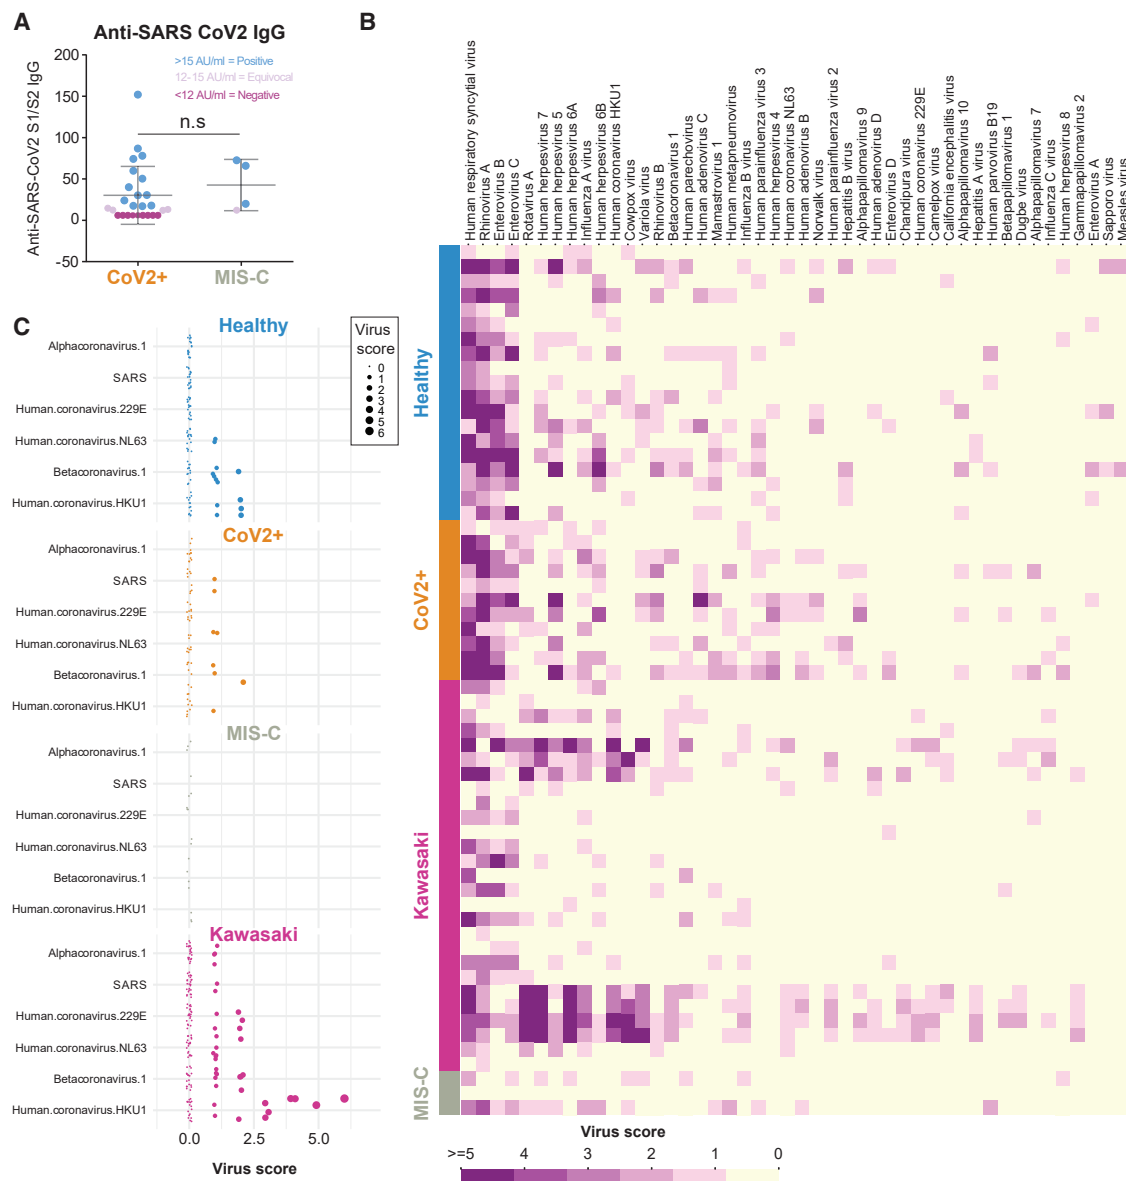 A
Anti-SARS CoV2 IgG
Anti-SARS-CoV2 S1/S2 IgG
200
150
100
50
0
-50
>15 AU/ml = Positive
12- 15 AU/ml = Equivocal
<12 AU/ml = Negative
n.s
CoV2+
MIS-C
B
Human respiratory syncytial virus
Rhinovirus A
Enterovirus B
Enterovirus C
Rotavirus A
Human herpesvirus 7
Human herpesvirus 5
Human herpesvirus 6A
Influenza A virus
Human herpesvirus 6B
Human coronavirus HKU1
Cowpox virus
Variola virus
Rhinovirus B
Betacoronavirus 1
Human parechovirus
Human adenovirus C
Mamastrovirus 1
Human metapneumovirus
Influenza B virus
Human parainfluenza virus 3
Human herpesvirus 4
Human coronavirus NL63
Human adenovirus B
Norwalk virus
Human parainfluenza virus 2
Hepatitis B virus
Alphapapillomavirus 9
Human adenovirus D
Enterovirus D
Chandipura virus
Human coronavirus 229E
Camelpox virus
California encephalitis virus
Alphapapillomavirus 10
Hepatitis A virus
Human parvovirus B19
Betapapillomavirus 1
Dugbe virus
Alphapapillomavirus 7
Influenza C virus
Human herpesvirus 8
Gammapapillomavirus 2
Enterovirus A
Sapporo virus
Measles virus
Healthy
CoV2+
Kawasaki
MIS-C
Virus score
>=5
4
3
2
1
0
C
Healthy
Alphacoronavirus.1
SARS
Human.coronavirus.229E
Human.coronavirus.NL63
Betacoronavirus.1
Human.coronavirus.HKU1
Virus
score
0
1
2
3
4
5
6
CoV2+
Alphacoronavirus.1
SARS
Human.coronavirus.229E
Human.coronavirus.NL63
Betacoronavirus.1
Human.coronavirus.HKU1
MIS-C
Alphacoronavirus.1
SARS
Human.coronavirus.229E
Human.coronavirus.NL63
Betacoronavirus.1
Human.coronavirus.HKU1
Kawasaki
Alphacoronavirus.1
SARS
Human.coronavirus.229E
Human.coronavirus.NL63
Betacoronavirus.1
Human.coronavirus.HKU1
0.0
2.5
5.0
Virus score